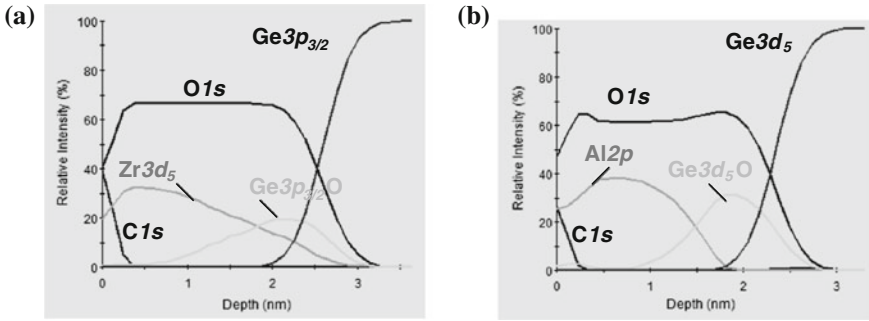 (a)
Relative Intensity (%)
100
80
60
40
20
0
Ge3p3/2
O1s
Zr3d5
Ge3p3/2O
C1s
0 1 2 3
Depth (nm)
(b)
Relative Intensity (%)
100
80
60
40
20
0
Ge3d5
O1s
Al2p
Ge3d5O
C1s
0 1 2 3
Depth (nm)